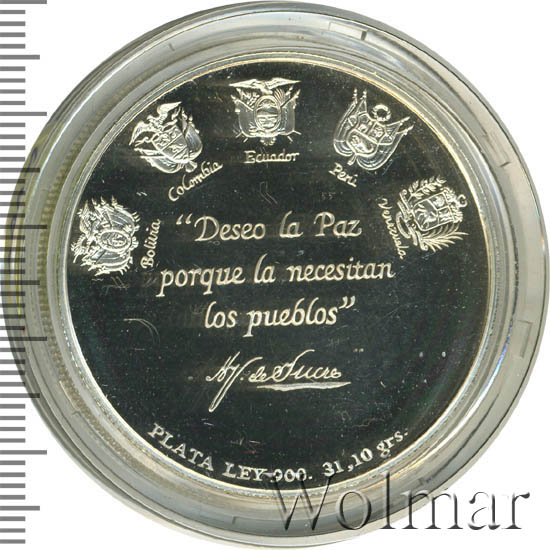 Bolivia
Colombia
Ecuador
Perú
Venezuela
"Deseo la Paz
porque la necesitan
los pueblos"
de Sucre
PLATA LEY 900. 31,10 grs.
Wolmar